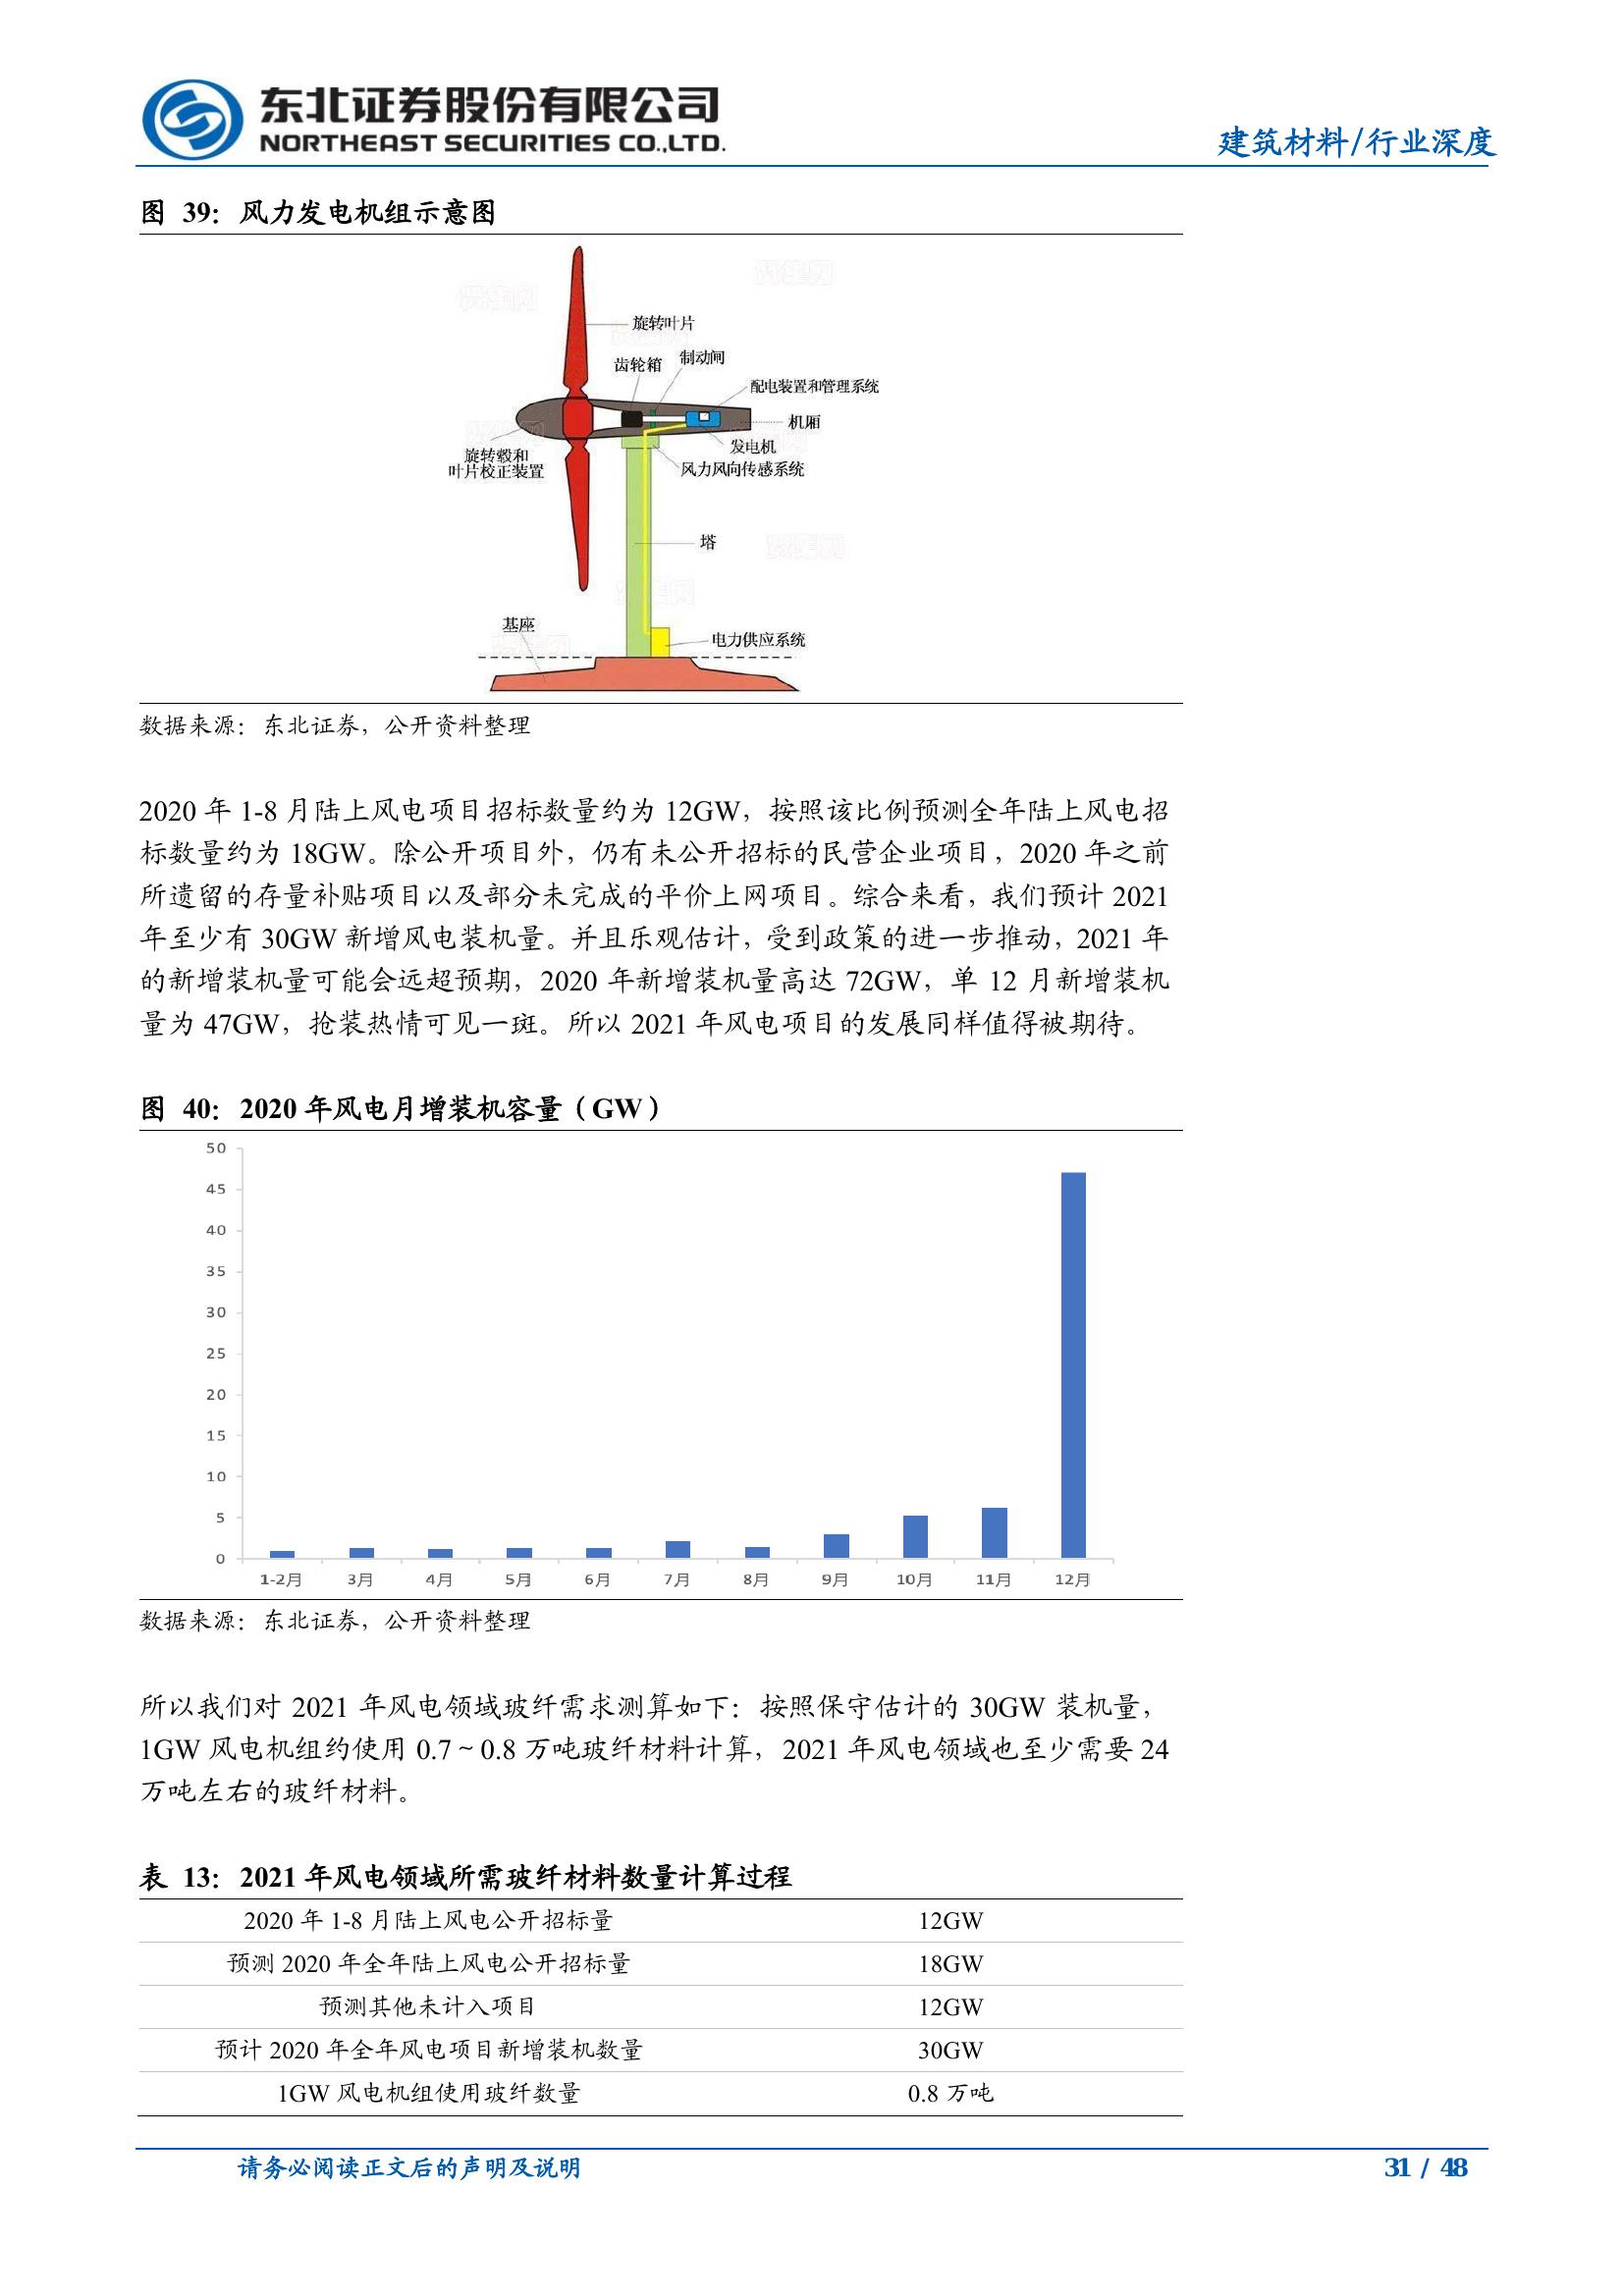 东北证券股份有限公司
NORTHEAST SECURITIES CO.,LTD.
建筑材料/行业深度
图 39：风力发电机组示意图
旋转叶片
齿轮箱
制动闸
配电装置和管理系统
机厢
发电机
旋转毂和
叶片校正装置
风力风向传感系统
塔
基座
电力供应系统
数据来源：东北证券，公开资料整理
2020 年 1-8 月陆上风电项目招标数量约为 12GW，按照该比例预测全年陆上风电招
标数量约为 18GW。除公开项目外，仍有未公开招标的民营企业项目，2020 年之前
所遗留的存量补贴项目以及部分未完成的平价上网项目。综合来看，我们预计 2021
年至少有 30GW 新增风电装机量。并且乐观估计，受到政策的进一步推动，2021 年
的新增装机量可能会远超预期，2020 年新增装机量高达 72GW，单 12 月新增装机
量为 47GW，抢装热情可见一斑。所以 2021 年风电项目的发展同样值得被期待。
图 40：2020 年风电月增装机容量（GW）
50
45
40
35
30
25
20
15
10
5
0
1-2月 3月 4月 5月 6月 7月 8月 9月 10月 11月 12月
数据来源：东北证券，公开资料整理
所以我们对 2021 年风电领域玻纤需求测算如下：按照保守估计的 30GW 装机量，
1GW 风电机组约使用 0.7~0.8 万吨玻纤材料计算，2021 年风电领域也至少需要 24
万吨左右的玻纤材料。
表 13：2021 年风电领域所需玻纤材料数量计算过程
2020 年 1-8 月陆上风电公开招标量 12GW
预测 2020 年全年陆上风电公开招标量 18GW
预测其他未计入项目 12GW
预计 2020 年全年风电项目新增装机数量 30GW
1GW 风电机组使用玻纤数量 0.8 万吨
请务必阅读正文后的声明及说明 31 / 48